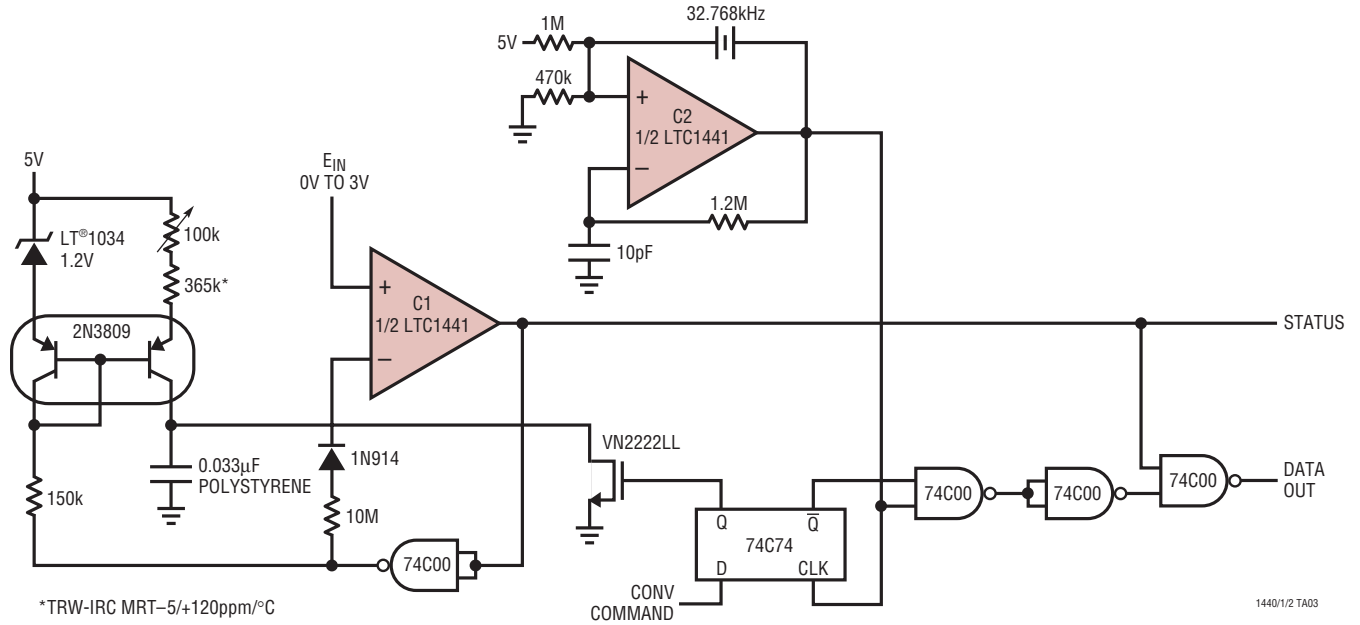 32.768kHz
1M
5V
470k
+
C2
1/2 LTC1441
–
1.2M
10pF
5V
LT®1034
1.2V
100k
365k*
2N3809
EIN
0V TO 3V
+
C1
1/2 LTC1441
–
STATUS
150k
0.033µF
POLYSTYRENE
1N914
10M
74C00
VN2222LL
Q
Q̅
74C74
D
CLK
CONV
COMMAND
74C00
74C00
74C00
DATA
OUT
*TRW-IRC MRT–5/+120ppm/°C
1440/1/2 TA03